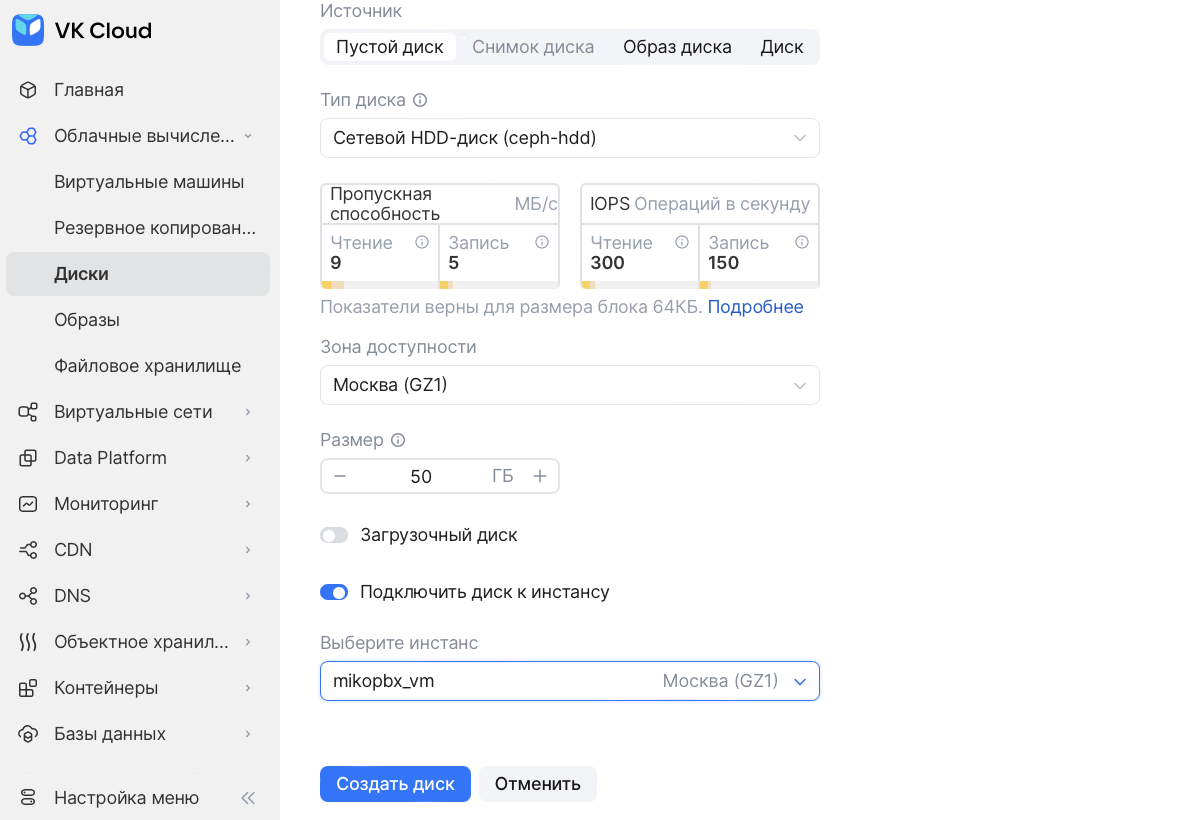 VK Cloud
Главная
Облачные вычисле...
Виртуальные машины
Резервное копирован...
Диски
Образы
Файловое хранилище
Виртуальные сети
Data Platform
Мониторинг
CDN
DNS
Объектное хранил...
Контейнеры
Базы данных
Настройка меню
Источник
Пустой диск Снимок диска Образ диска Диск
Тип диска
Сетевой HDD-диск (ceph-hdd)
Пропускная способность МБ/с
Чтение Запись
9 5
IOPS Операций в секунду
Чтение Запись
300 150
Показатели верны для размера блока 64КБ. Подробнее
Зона доступности
Москва (GZ1)
Размер
50 ГБ
Загрузочный диск
Подключить диск к инстансу
Выберите инстанс
mikopbx_vm Москва (GZ1)
Создать диск Отменить